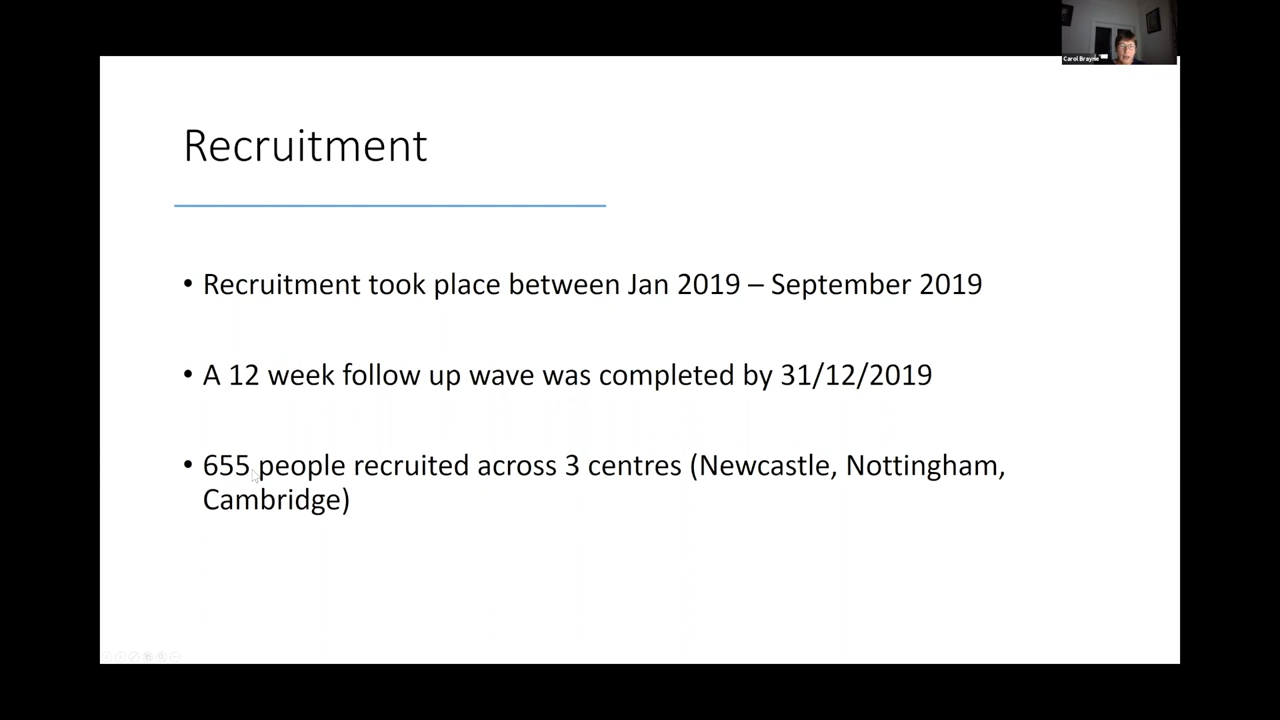 Carol Brayne
Recruitment
• Recruitment took place between Jan 2019 – September 2019
• A 12 week follow up wave was completed by 31/12/2019
• 655 people recruited across 3 centres (Newcastle, Nottingham,
Cambridge)